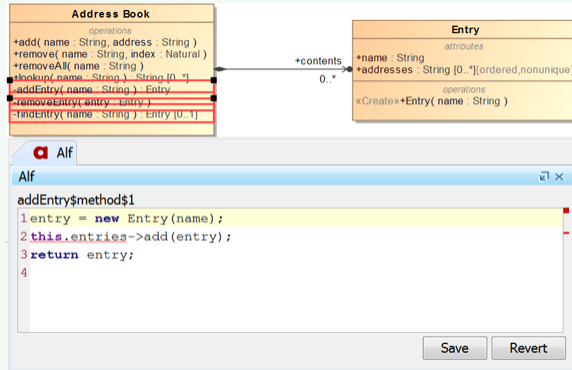 Address Book
operations
+add( name : String, address : String )
+remove( name : String, index : Natural )
+removeAll( name : String )
+lookup( name : String ) : String [0..*]
-addEntry( name : String ) : Entry
-removeEntry( entry : Entry )
-findEntry( name : String ) : Entry [0..1]
+contents
0..*
Entry
attributes
+name : String
+addresses : String [0..*]{ordered,nonunique}
operations
«Create»+Entry( name : String )
Alf
Alf
addEntry$method$1
1 entry = new Entry(name);
2 this.entries->add(entry);
3 return entry;
4
Save
Revert